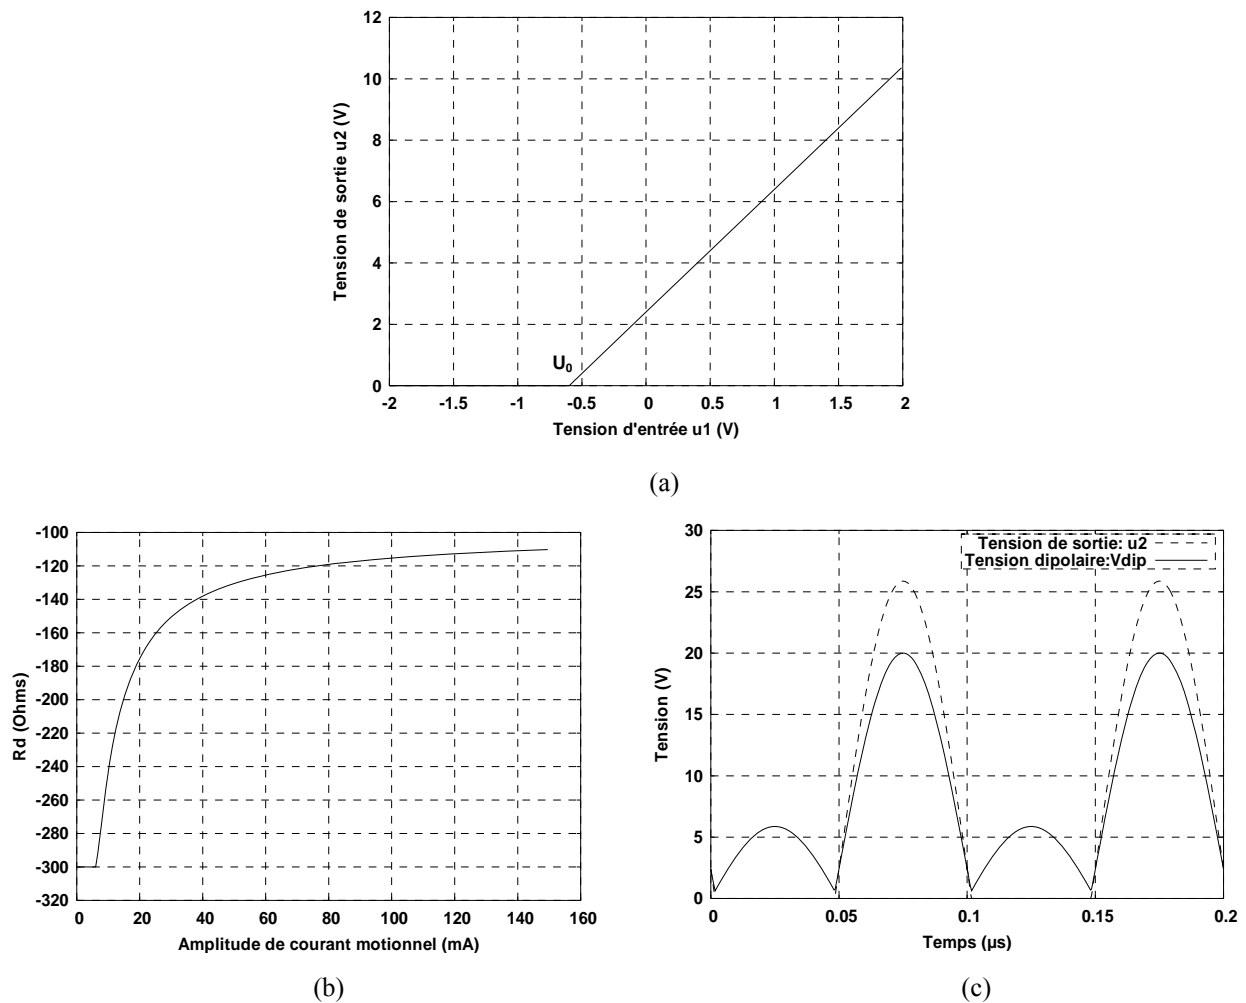 12
10
8
6
4
2
0
Tension de sortie u2 (V)
U0
-2 -1.5 -1 -0.5 0 0.5 1 1.5 2
Tension d'entrée u1 (V)
(a)
-100
-120
-140
-160
-180
-200
-220
-240
-260
-280
-300
-320
Rd (Ohms)
0 20 40 60 80 100 120 140 160
Amplitude de courant motionnel (mA)
(b)
30
25
20
15
10
5
0
Tension (V)
Tension de sortie: u2
Tension dipolaire:Vdip
0 0.05 0.1 0.15 0.2
Temps (µs)
(c)